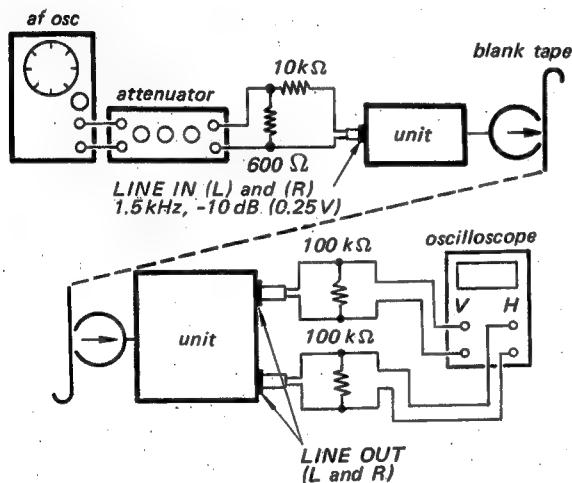 af osc
attenuator
10kΩ
600 Ω
LINE IN (L) and (R)
1.5 kHz, -10 dB (0.25 V)
unit
blank tape
unit
100 kΩ
100 kΩ
oscilloscope
V H
LINE OUT
(L and R)